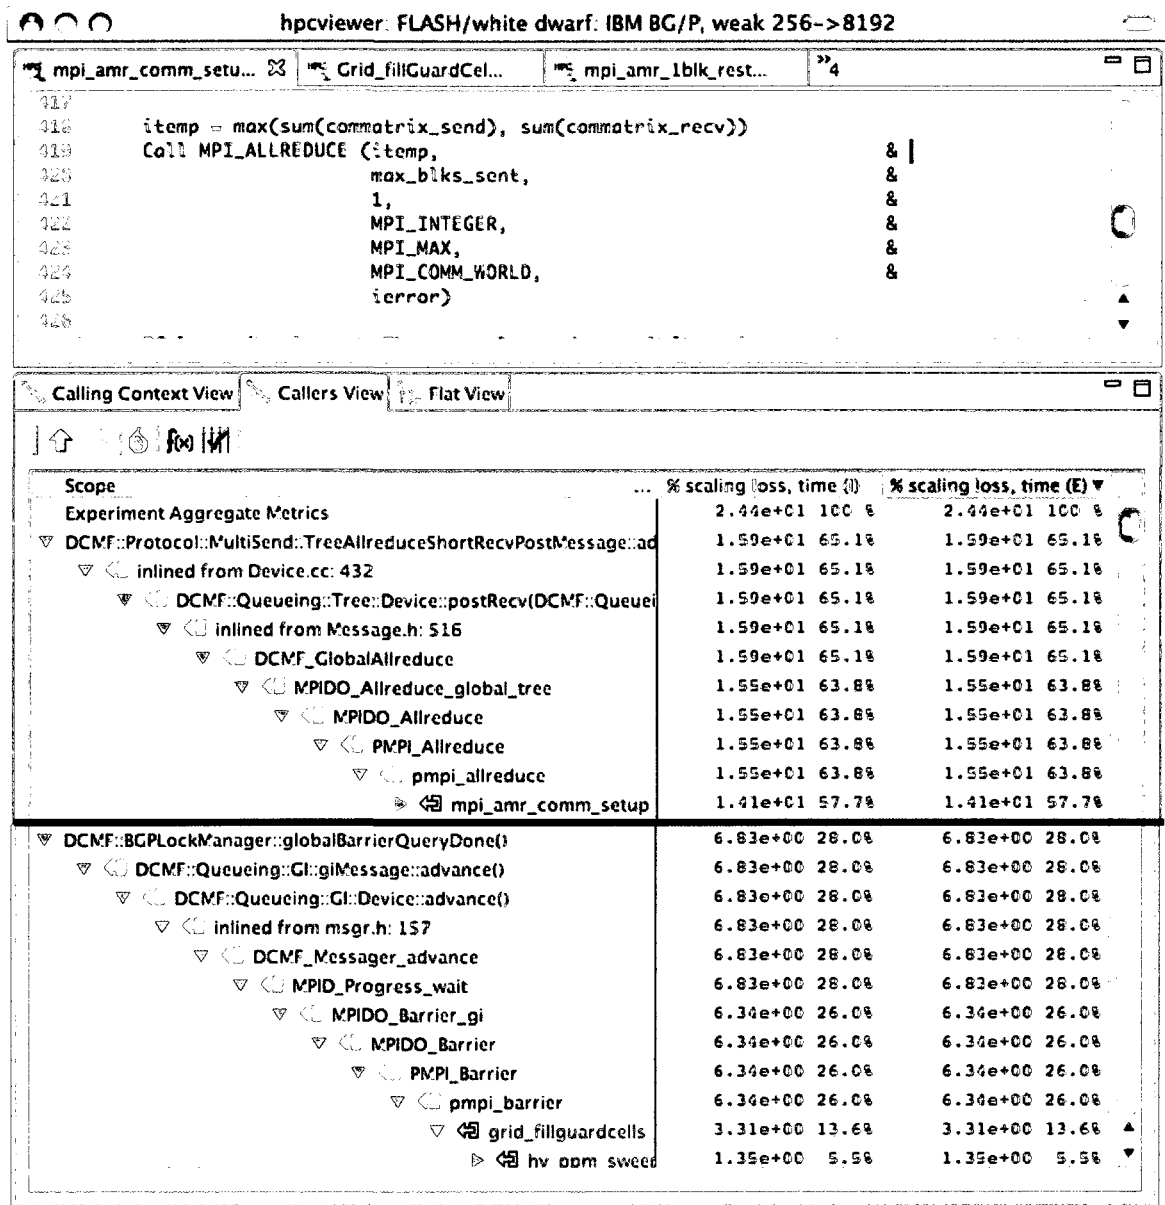 hpcviewer: FLASH/white dwarf: IBM BG/P, weak 256->8192
mpi_amr_comm_setu... Grid_fillGuardCel... mpi_amr_1blk_rest... »4
417
418 itemp = max(sum(commatrix_send), sum(commatrix_recv))
419 Call MPI_ALLREDUCE (itemp, &
420 max_blks_sent, &
421 1, &
422 MPI_INTEGER, &
423 MPI_MAX, &
424 MPI_COMM_WORLD, &
425 ierror)
426
Calling Context View Callers View Flat View
f(x)
Scope ... % scaling loss, time (I) % scaling loss, time (E)
Experiment Aggregate Metrics 2.44e+01 100 % 2.44e+01 100 %
DCMF::Protocol::MultiSend::TreeAllreduceShortRecvPostMessage::ad 1.59e+01 65.1% 1.59e+01 65.1%
inlined from Device.cc: 432 1.59e+01 65.1% 1.59e+01 65.1%
DCMF::Queueing::Tree::Device::postRecv(DCMF::Queuei 1.59e+01 65.1% 1.59e+01 65.1%
inlined from Message.h: 516 1.59e+01 65.1% 1.59e+01 65.1%
DCMF_GlobalAllreduce 1.59e+01 65.1% 1.59e+01 65.1%
MPIDO_Allreduce_global_tree 1.55e+01 63.8% 1.55e+01 63.8%
MPIDO_Allreduce 1.55e+01 63.8% 1.55e+01 63.8%
PMPI_Allreduce 1.55e+01 63.8% 1.55e+01 63.8%
pmpi_allreduce 1.55e+01 63.8% 1.55e+01 63.8%
mpi_amr_comm_setup 1.41e+01 57.7% 1.41e+01 57.7%
DCMF::BGPLockManager::globalBarrierQueryDone() 6.83e+00 28.0% 6.83e+00 28.0%
DCMF::Queueing::GI::giMessage::advance() 6.83e+00 28.0% 6.83e+00 28.0%
DCMF::Queueing::GI::Device::advance() 6.83e+00 28.0% 6.83e+00 28.0%
inlined from msgr.h: 157 6.83e+00 28.0% 6.83e+00 28.0%
DCMF_Messager_advance 6.83e+00 28.0% 6.83e+00 28.0%
MPID_Progress_wait 6.83e+00 28.0% 6.83e+00 28.0%
MPIDO_Barrier_gi 6.34e+00 26.0% 6.34e+00 26.0%
MPIDO_Barrier 6.34e+00 26.0% 6.34e+00 26.0%
PMPI_Barrier 6.34e+00 26.0% 6.34e+00 26.0%
pmpi_barrier 6.34e+00 26.0% 6.34e+00 26.0%
grid_fillguardcells 3.31e+00 13.6% 3.31e+00 13.6%
hy_ppm_sweep 1.35e+00 5.5% 1.35e+00 5.5%